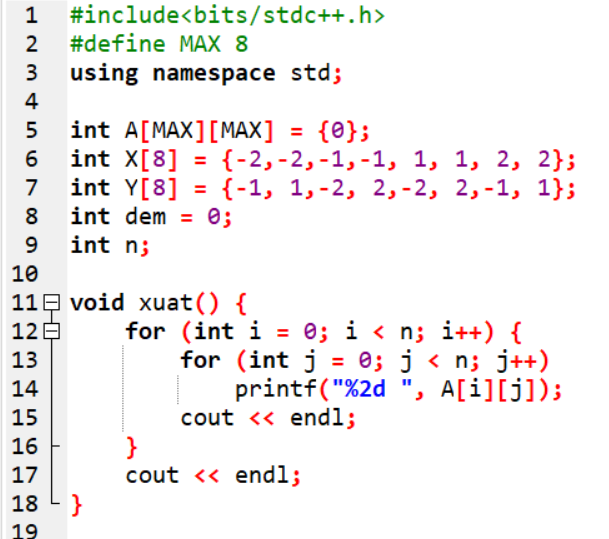 1 #include<bits/stdc++.h>
2 #define MAX 8
3 using namespace std;
4
5 int A[MAX][MAX] = {0};
6 int X[8] = {-2,-2,-1,-1, 1, 1, 2, 2};
7 int Y[8] = {-1, 1,-2, 2,-2, 2,-1, 1};
8 int dem = 0;
9 int n;
10
11 void xuat() {
12 for (int i = 0; i < n; i++) {
13 for (int j = 0; j < n; j++)
14 printf("%2d ", A[i][j]);
15 cout << endl;
16 }
17 cout << endl;
18 }
19